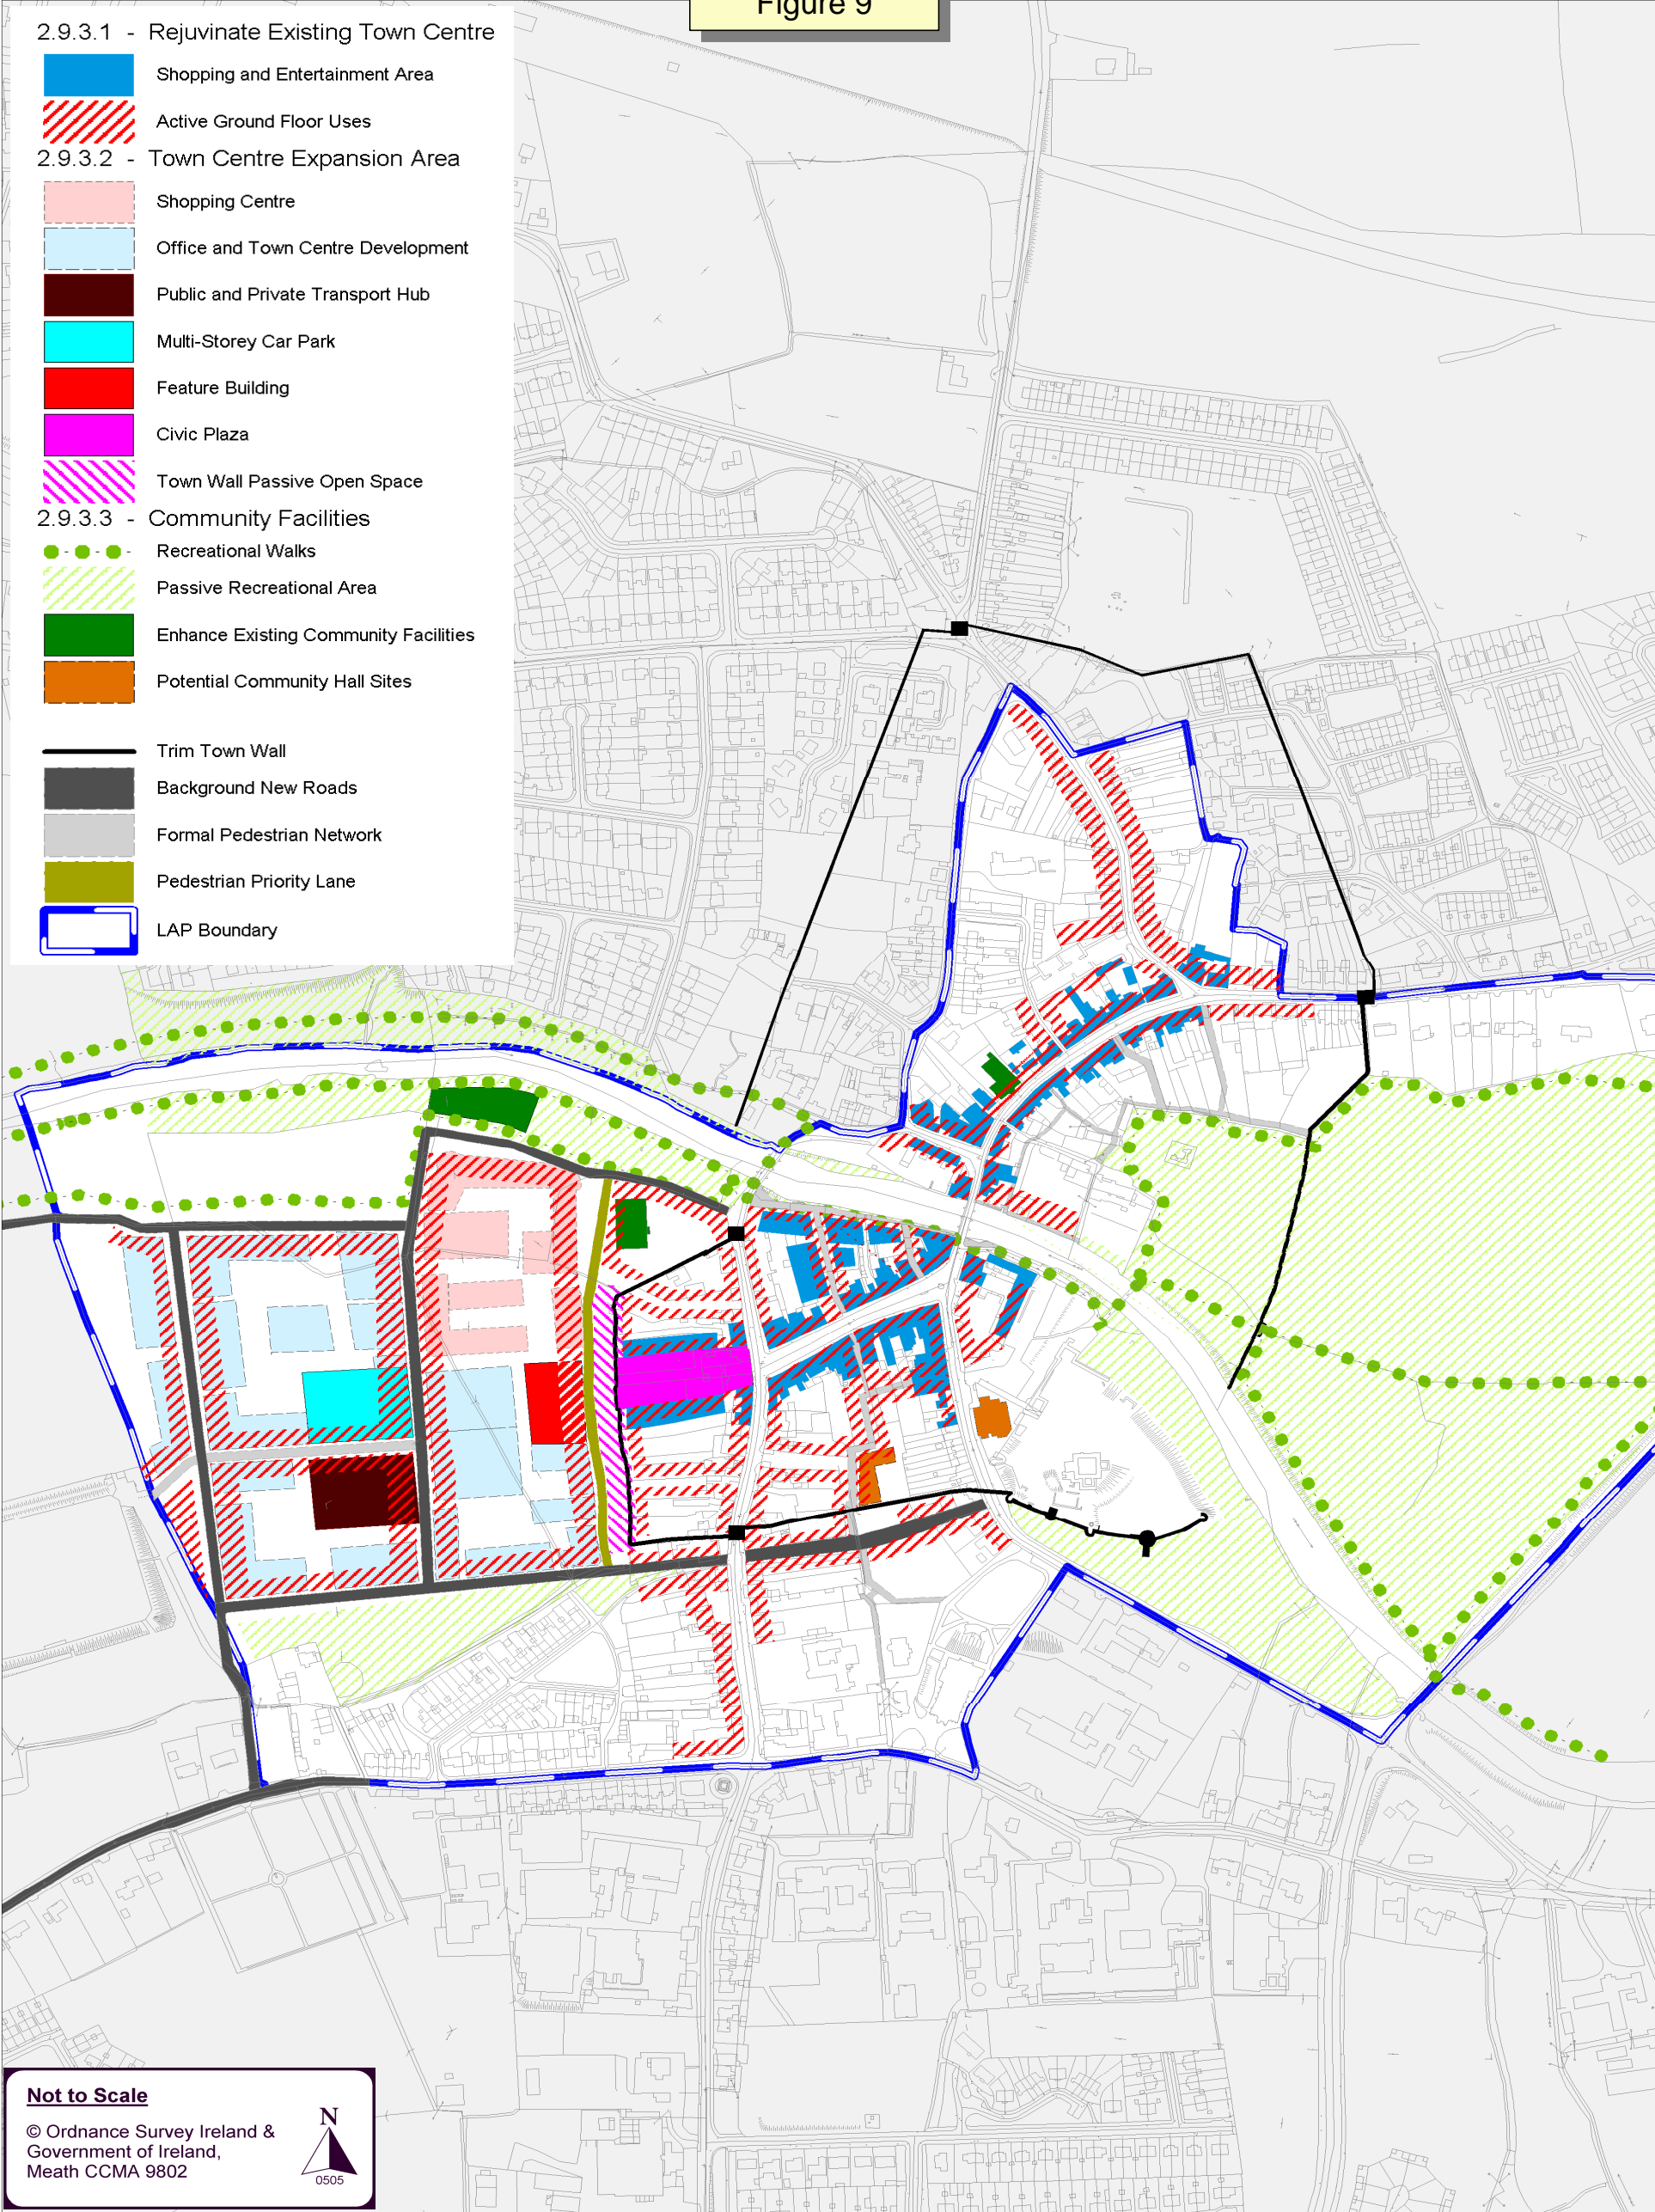 Figure 9
2.9.3.1 - Rejuvinate Existing Town Centre
Shopping and Entertainment Area
Active Ground Floor Uses
2.9.3.2 - Town Centre Expansion Area
Shopping Centre
Office and Town Centre Development
Public and Private Transport Hub
Multi-Storey Car Park
Feature Building
Civic Plaza
Town Wall Passive Open Space
2.9.3.3 - Community Facilities
Recreational Walks
Passive Recreational Area
Enhance Existing Community Facilities
Potential Community Hall Sites
Trim Town Wall
Background New Roads
Formal Pedestrian Network
Pedestrian Priority Lane
LAP Boundary
Not to Scale
© Ordnance Survey Ireland &
Government of Ireland,
Meath CCMA 9802
N
0505